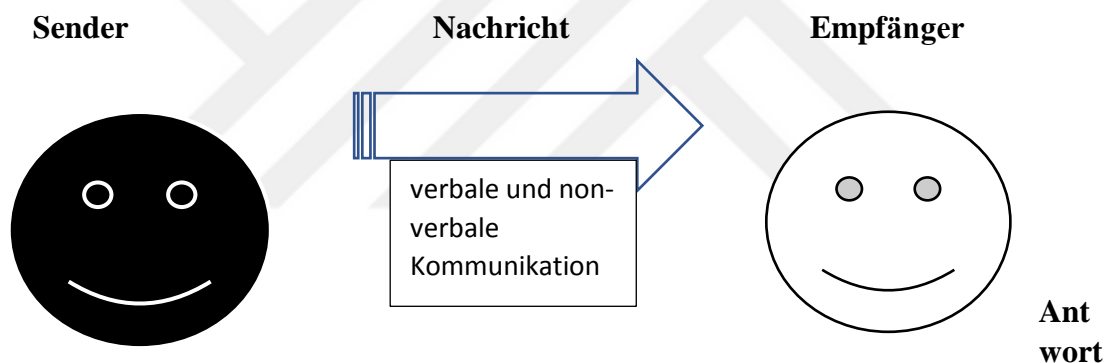 Sender Nachricht Empfänger
verbale und non-
verbale
Kommunikation
Ant
wort